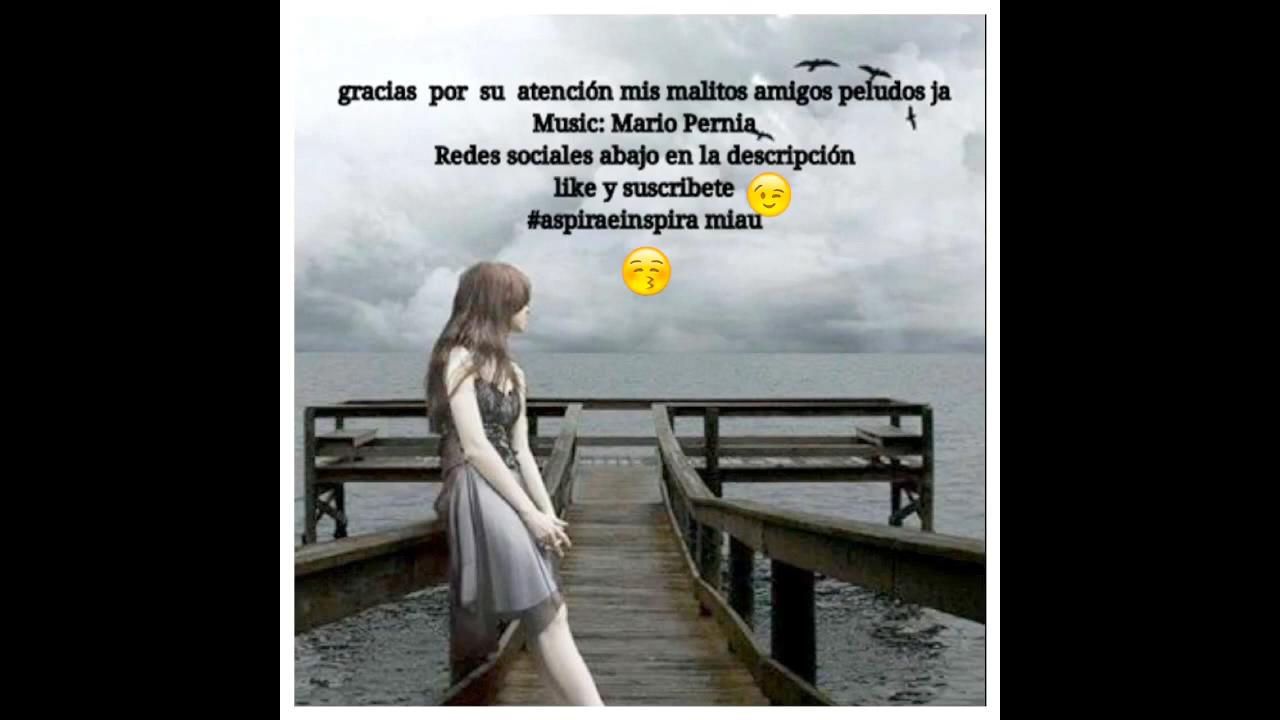 gracias por su atención mis malitos amigos peludos ja
Music: Mario Pernia
Redes sociales abajo en la descripción
like y suscribete
#aspiraeinspira miau